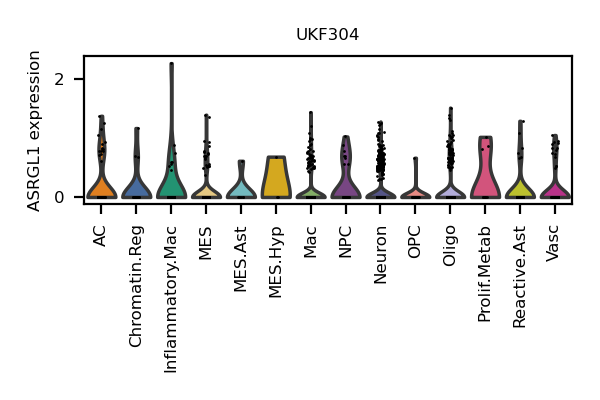 UKF304
ASRGL1 expression
2
0
AC
Chromatin.Reg
Inflammatory.Mac
MES
MES.Ast
MES.Hyp
Mac
NPC
Neuron
OPC
Oligo
Prolif.Metab
Reactive.Ast
Vasc